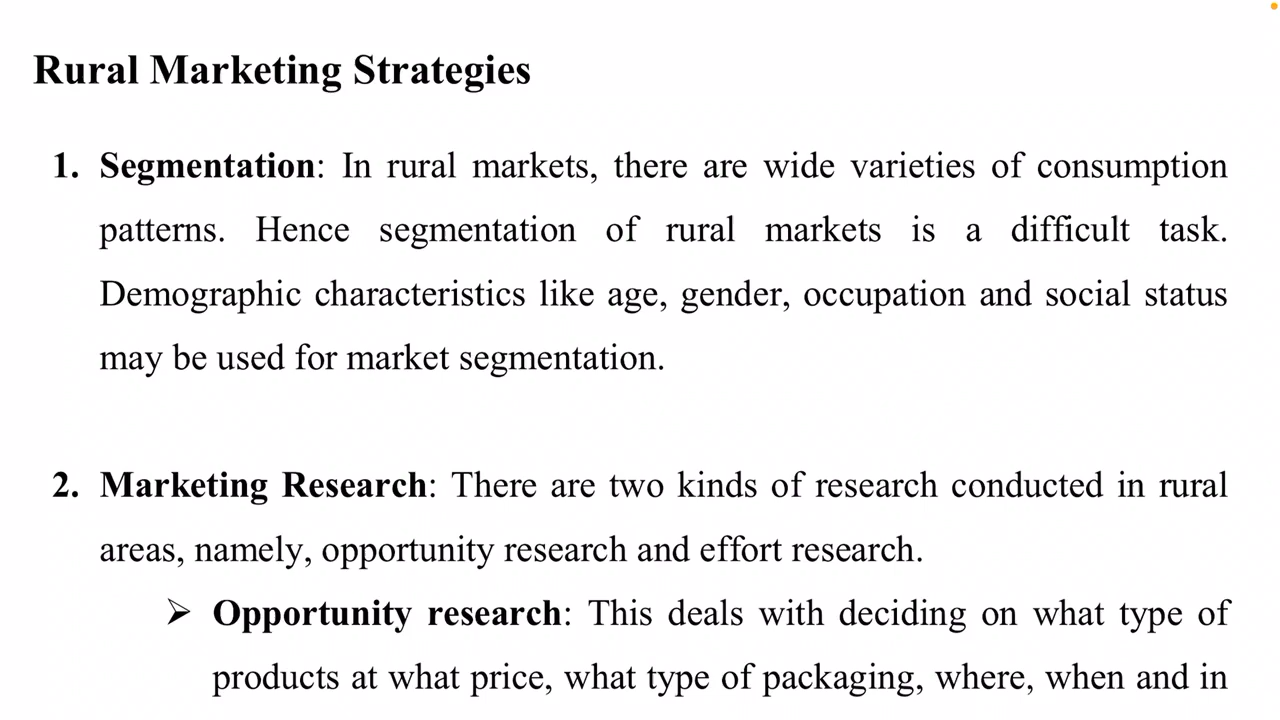 Rural Marketing Strategies
1. Segmentation: In rural markets, there are wide varieties of consumption
patterns. Hence segmentation of rural markets is a difficult task.
Demographic characteristics like age, gender, occupation and social status
may be used for market segmentation.
2. Marketing Research: There are two kinds of research conducted in rural
areas, namely, opportunity research and effort research.
➢ Opportunity research: This deals with deciding on what type of
products at what price, what type of packaging, where, when and in